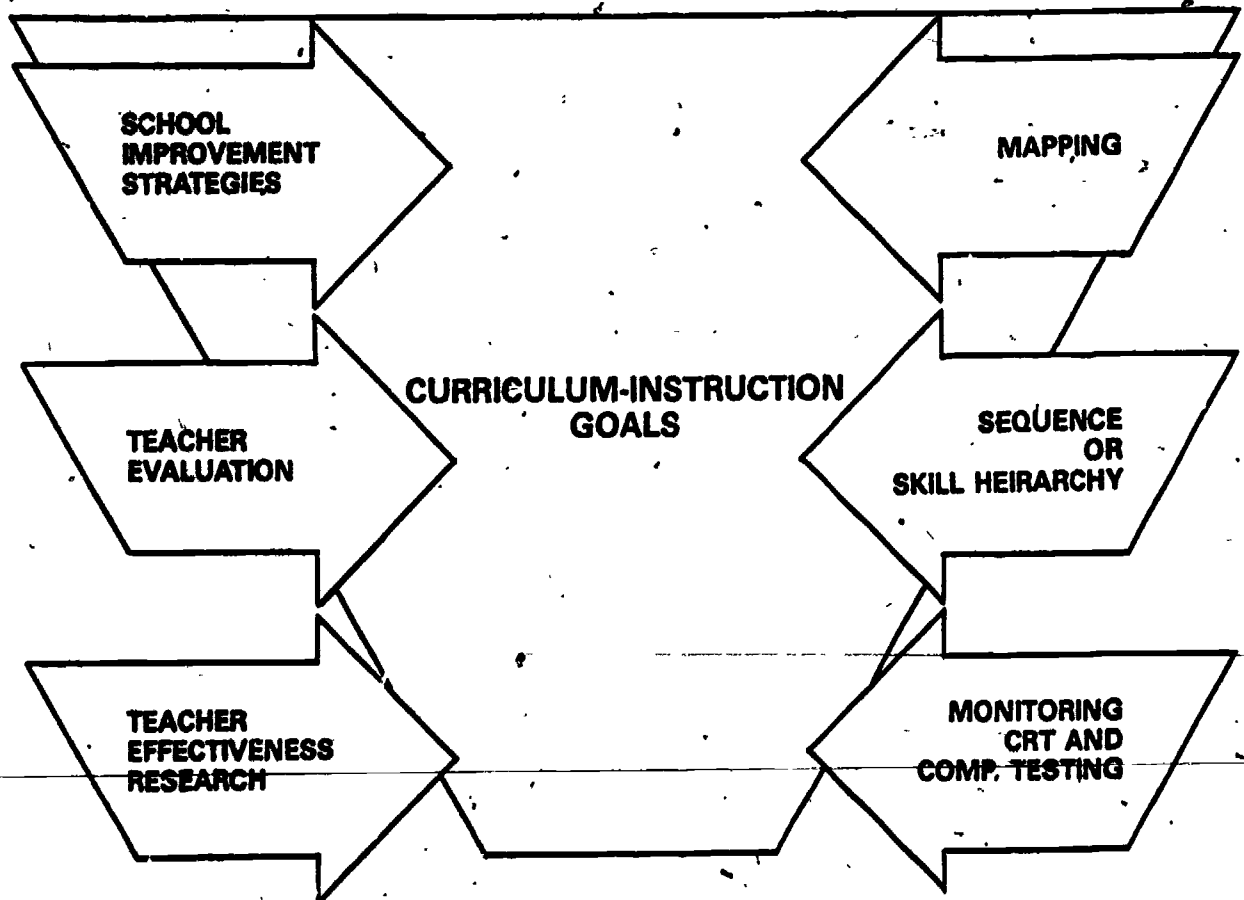 SCHOOL
IMPROVEMENT
STRATEGIES
MAPPING
CURRICULUM-INSTRUCTION
GOALS
TEACHER
EVALUATION
SEQUENCE
OR
SKILL HEIRARCHY
TEACHER
EFFECTIVENESS
RESEARCH
MONITORING
CRT AND
COMP. TESTING